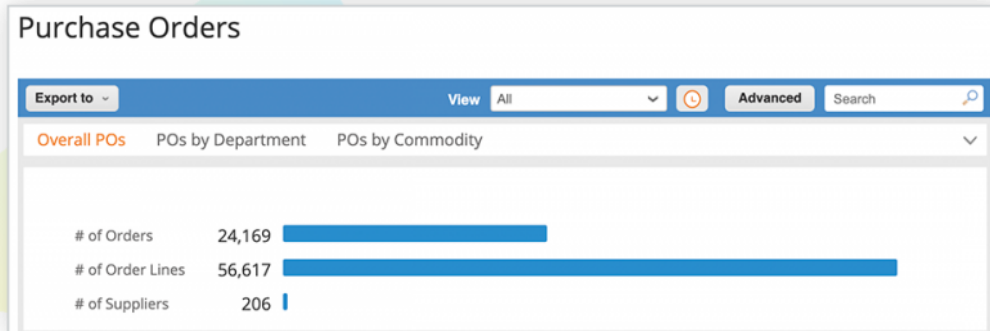 Purchase Orders
Export to View All Advanced Search
Overall POs POs by Department POs by Commodity
# of Orders 24,169
# of Order Lines 56,617
# of Suppliers 206